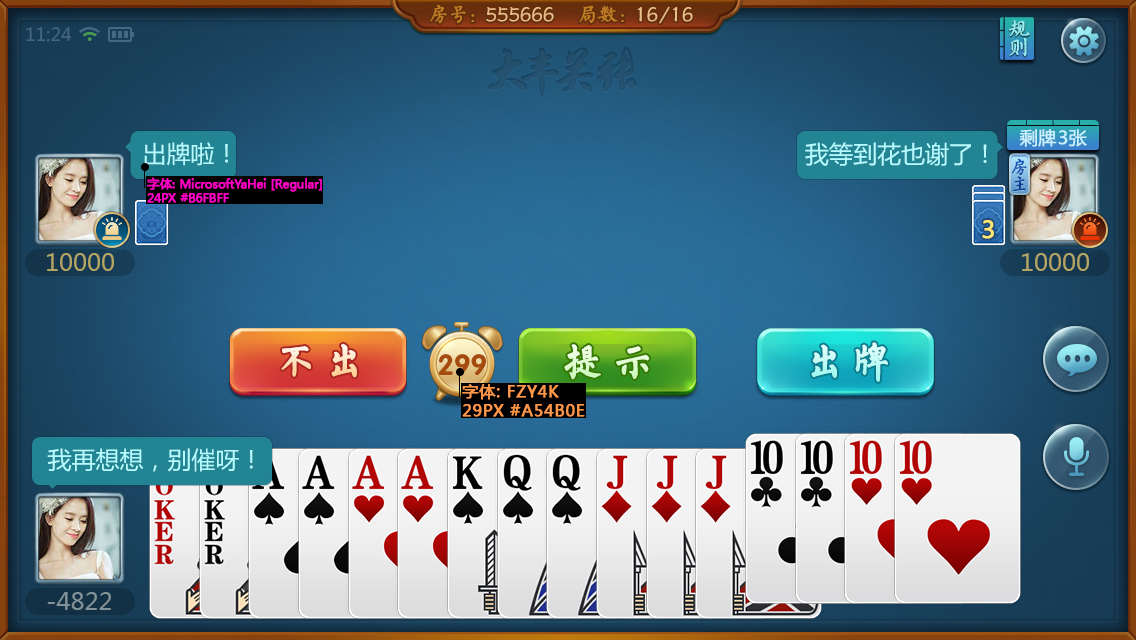 房号: 555666 局数: 16/16
11:24
规则
大丰关张
出牌啦！
字体: MicrosoftYaHei [Regular]
24PX #B6FBFF
10000
我等到花也谢了！
剩牌3张
房主
3
10000
不出
299
提示
出牌
字体: FZY4K
29PX #A54B0E
我再想想，别催呀！
-4822
JOKER
JOKER
A
A
A
A
K
Q
Q
J
J
J
10
10
10
10